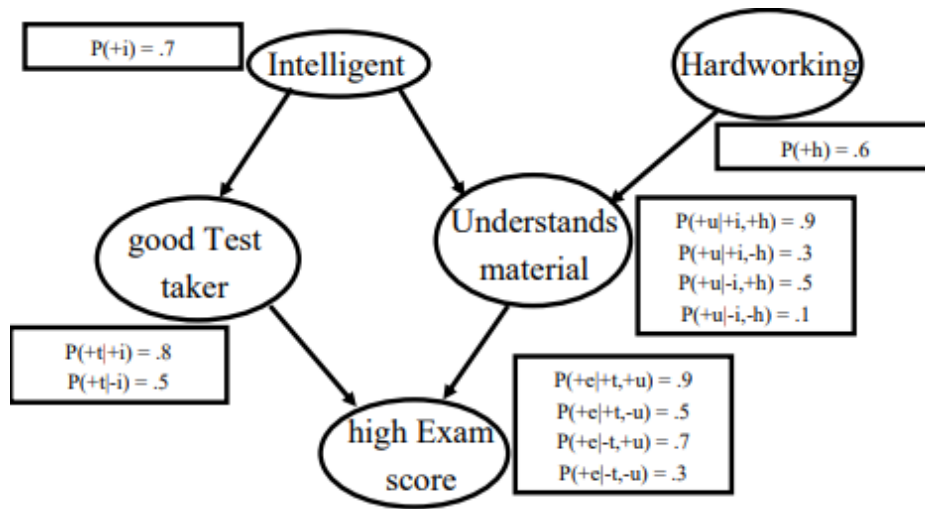 P(+i) = .7
Intelligent
Hardworking
P(+h) = .6
good Test
taker
Understands
material
P(+u|+i,+h) = .9
P(+u|+i,-h) = .3
P(+u|-i,+h) = .5
P(+u|-i,-h) = .1
P(+t|+i) = .8
P(+t|-i) = .5
high Exam
score
P(+e|+t,+u) = .9
P(+e|+t,-u) = .5
P(+e|-t,+u) = .7
P(+e|-t,-u) = .3